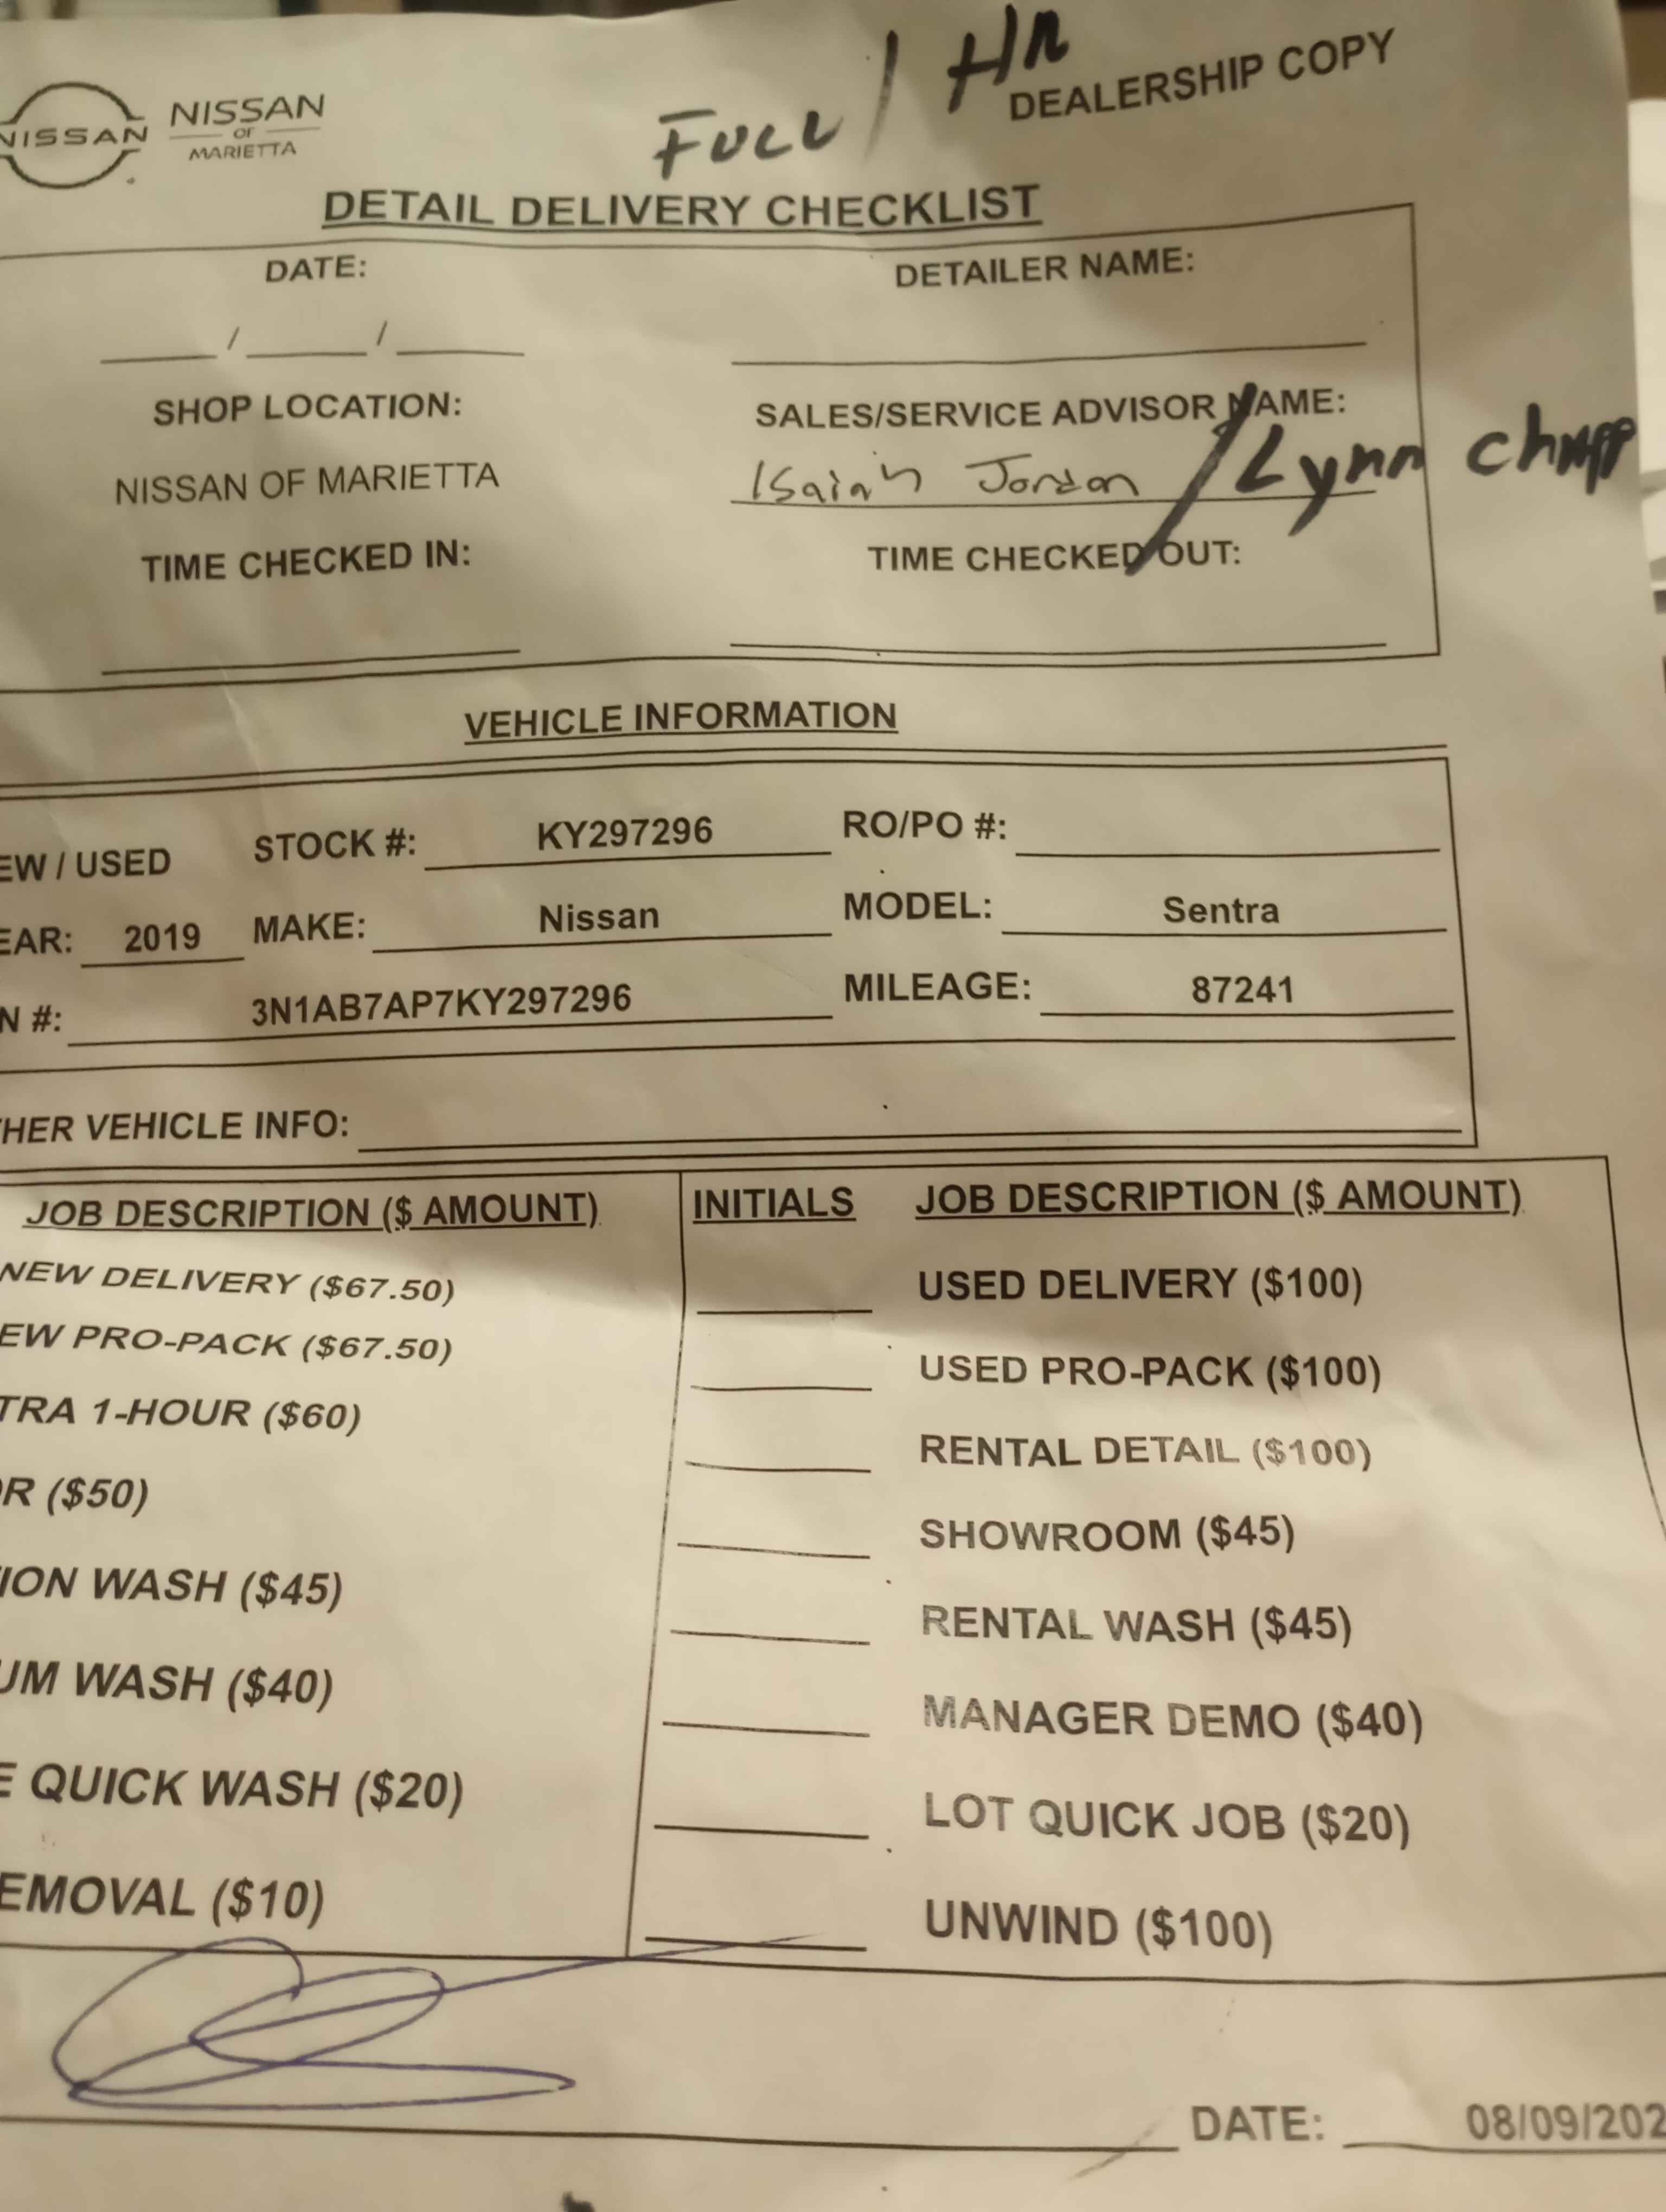 FULL / 1 HR
DEALERSHIP COPY
NISSAN
NISSAN
OF
MARIETTA
DETAIL DELIVERY CHECKLIST
DATE: DETAILER NAME:
/ /
SHOP LOCATION: SALES/SERVICE ADVISOR NAME:
NISSAN OF MARIETTA Isaiah Jordan / Lynn
TIME CHECKED IN: TIME CHECKED OUT:
VEHICLE INFORMATION
EW / USED STOCK #: KY297296 RO/PO #:
EAR: 2019 MAKE: Nissan MODEL: Sentra
N #: 3N1AB7AP7KY297296 MILEAGE: 87241
HER VEHICLE INFO:
JOB DESCRIPTION ($ AMOUNT) INITIALS JOB DESCRIPTION ($ AMOUNT)
NEW DELIVERY ($67.50) USED DELIVERY ($100)
EW PRO-PACK ($67.50) USED PRO-PACK ($100)
TRA 1-HOUR ($60) RENTAL DETAIL ($100)
R ($50) SHOWROOM ($45)
ION WASH ($45) RENTAL WASH ($45)
UM WASH ($40) MANAGER DEMO ($40)
E QUICK WASH ($20) LOT QUICK JOB ($20)
EMOVAL ($10) UNWIND ($100)
DATE: 08/09/202